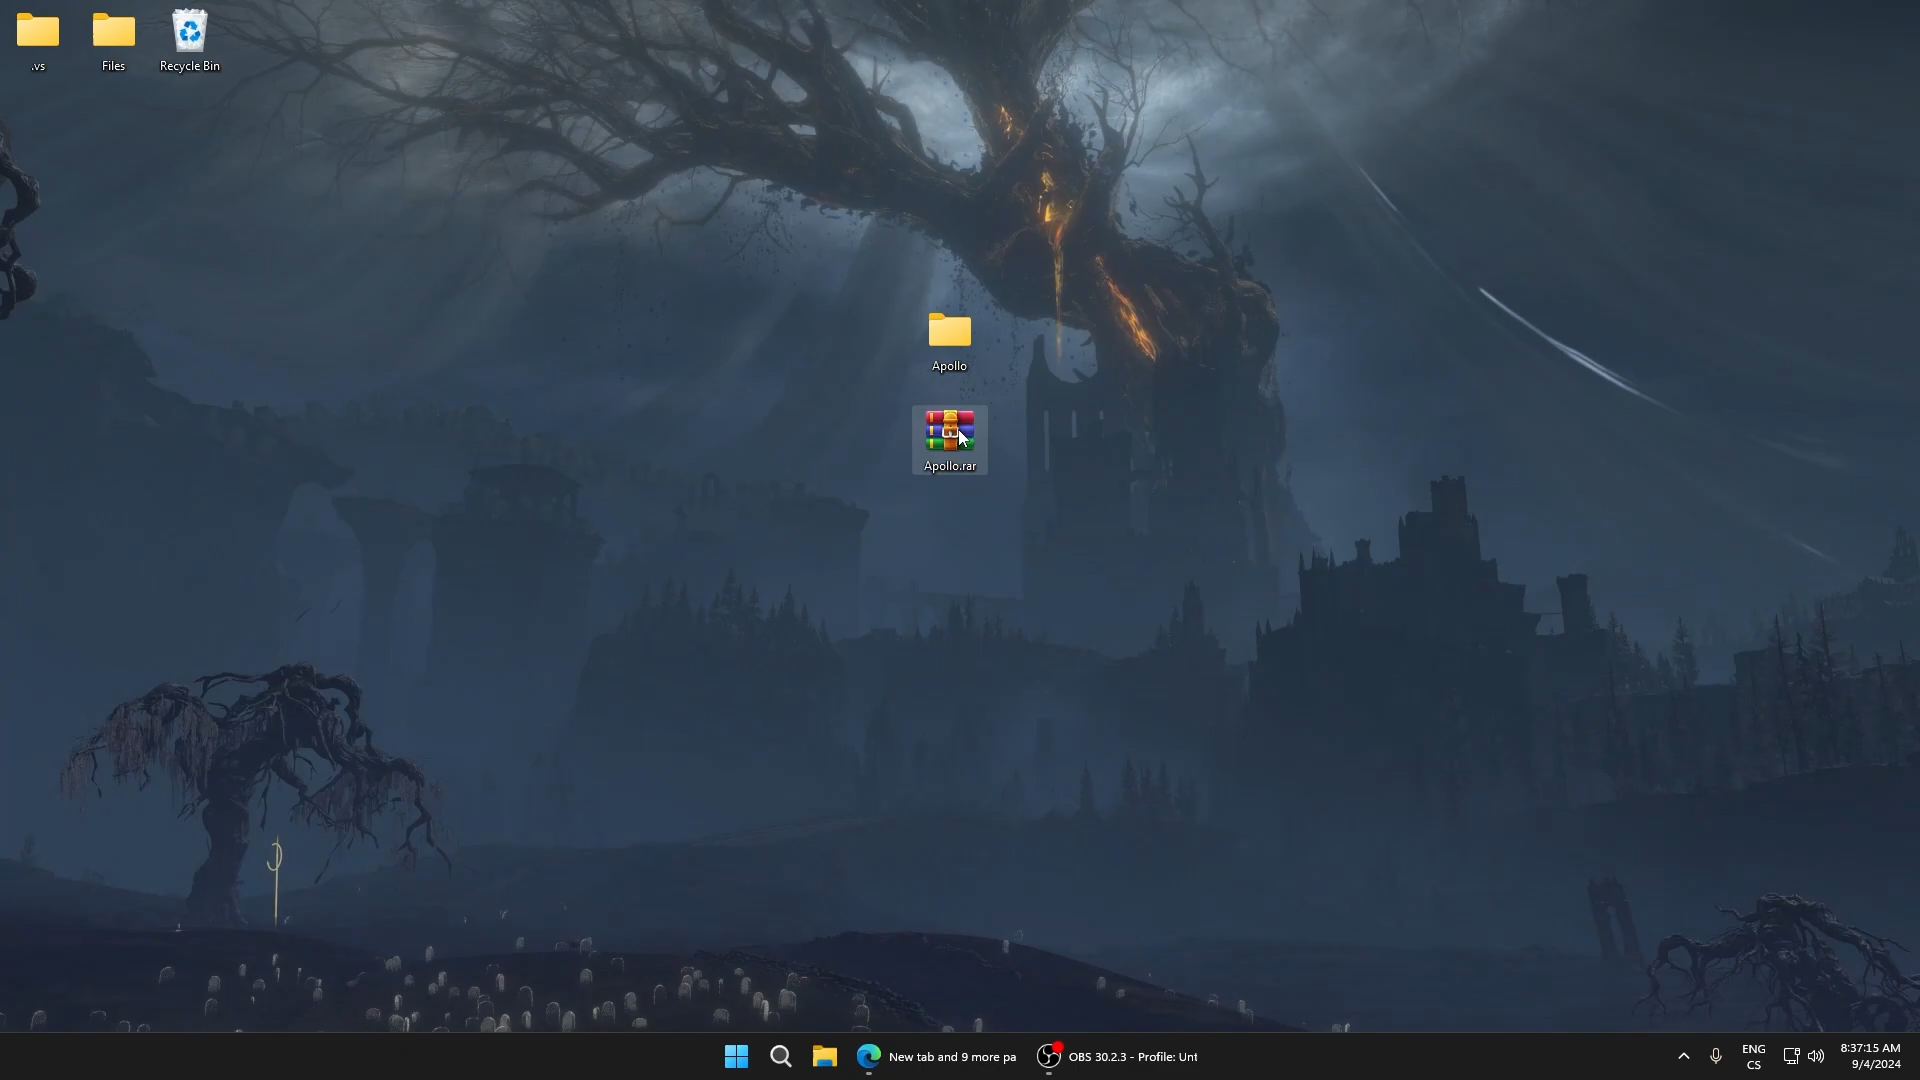 .vs
Files
Recycle Bin
Apollo
Apollo.rar
New tab and 9 more pa
OBS 30.2.3 - Profile: Unt
ENG
CS
8:37:15 AM
9/4/2024